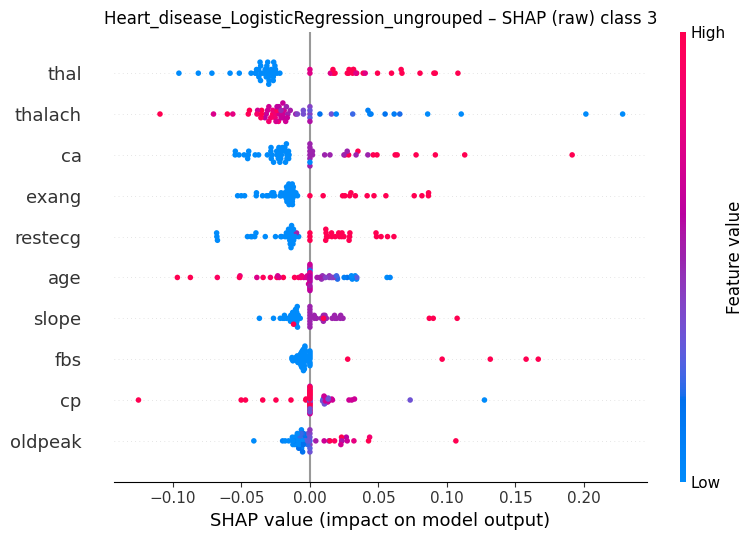 Heart_disease_LogisticRegression_ungrouped – SHAP (raw) class 3
High
thal
thalach
ca
exang
restecg
age
slope
fbs
cp
oldpeak
Feature value
Low
−0.10 −0.05 0.00 0.05 0.10 0.15 0.20
SHAP value (impact on model output)